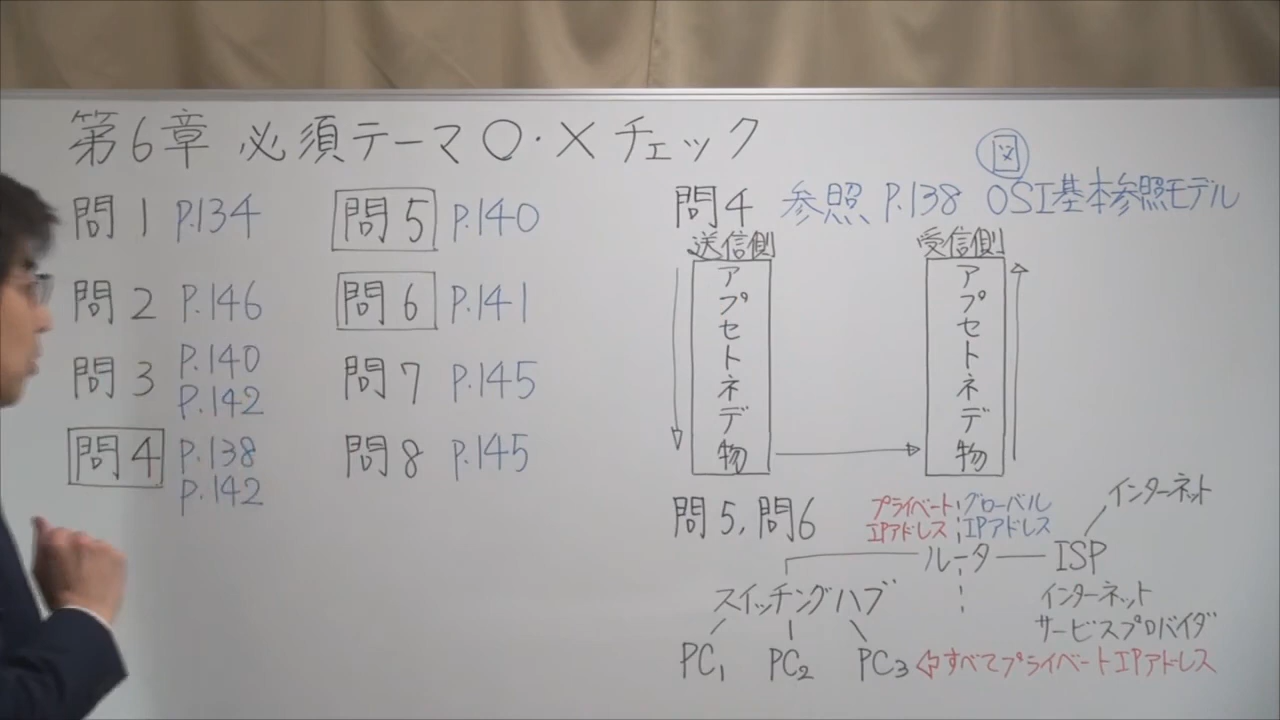 第6章 必須テーマ〇・×チェック
問1 P.134
問2 P.146
問3 P.140
P.142
問4 P.138
P.142
問5 P.140
問6 P.141
問7 P.145
問8 P.145
図
問4 参照 P.138 OSI基本参照モデル
送信側
アプセトネデ物
受信側
アプセトネデ物
問5,問6
プライベート
IPアドレス
グローバル
IPアドレス
インターネット
ルータ ISP
スイッチングハブ
インターネット
サービスプロバイダ
PC1 PC2 PC3 ⇦すべてプライベートIPアドレス